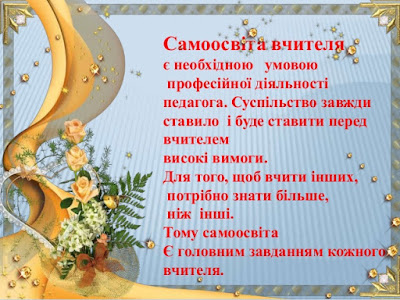 Самоосвіта вчителя
є необхідною умовою
професійної діяльності
педагога. Суспільство завжди
ставило і буде ставити перед
вчителем
високі вимоги.
Для того, щоб вчити інших,
потрібно знати більше,
ніж інші.
Тому самоосвіта
Є головним завданням кожного
вчителя.